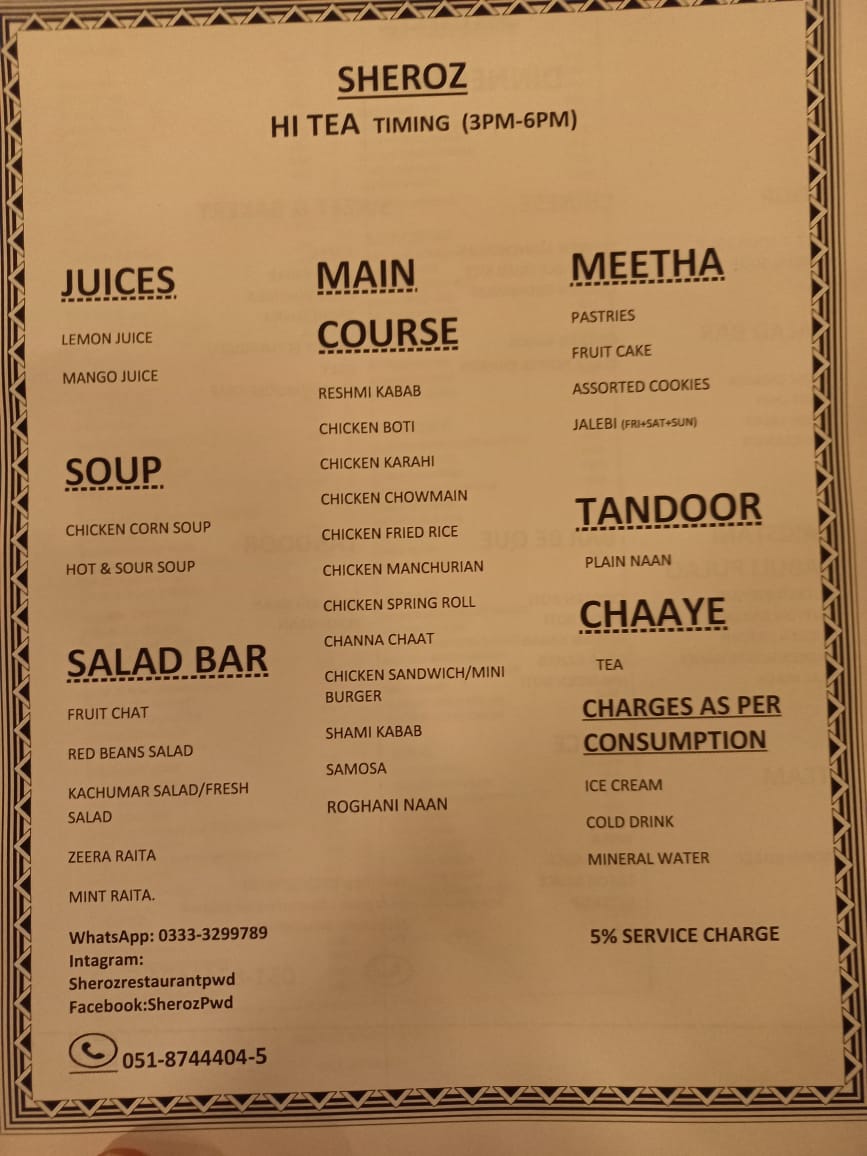 SHEROZ
HI TEA TIMING (3PM-6PM)
JUICES
LEMON JUICE
MANGO JUICE
SOUP
CHICKEN CORN SOUP
HOT & SOUR SOUP
SALAD BAR
FRUIT CHAT
RED BEANS SALAD
KACHUMAR SALAD/FRESH
SALAD
ZEERA RAITA
MINT RAITA.
WhatsApp: 0333-3299789
Intagram:
Sherozrestaurantpwd
Facebook:SherozPwd
051-8744404-5
MAIN
COURSE
RESHMI KABAB
CHICKEN BOTI
CHICKEN KARAHI
CHICKEN CHOWMAIN
CHICKEN FRIED RICE
CHICKEN MANCHURIAN
CHICKEN SPRING ROLL
CHANNA CHAAT
CHICKEN SANDWICH/MINI
BURGER
SHAMI KABAB
SAMOSA
ROGHANI NAAN
MEETHA
PASTRIES
FRUIT CAKE
ASSORTED COOKIES
JALEBI (FRI+SAT+SUN)
TANDOOR
PLAIN NAAN
CHAAYE
TEA
CHARGES AS PER
CONSUMPTION
ICE CREAM
COLD DRINK
MINERAL WATER
5% SERVICE CHARGE